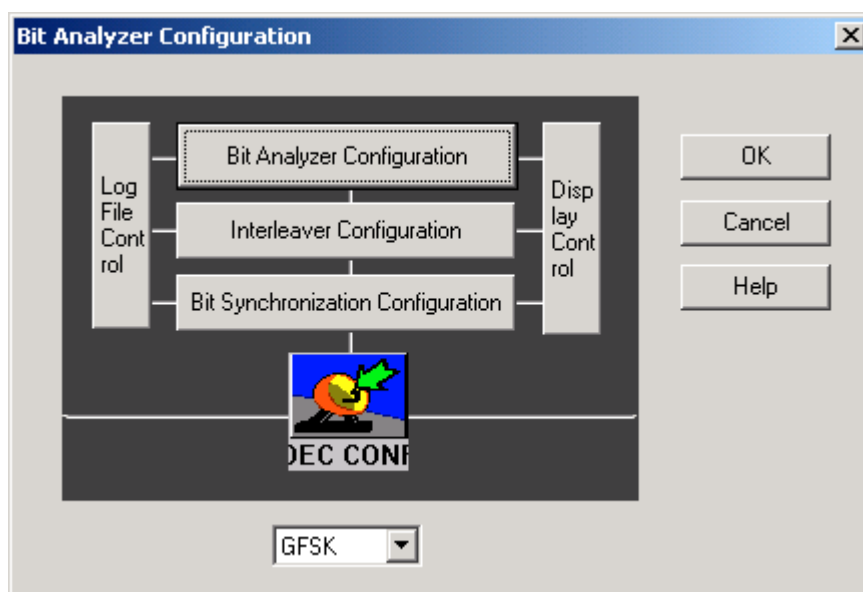 Bit Analyzer Configuration
Log
File
Cont
rol
Bit Analyzer Configuration
Interleaver Configuration
Bit Synchronization Configuration
Disp
lay
Cont
rol
OK
Cancel
Help
DEC CONF
GFSK